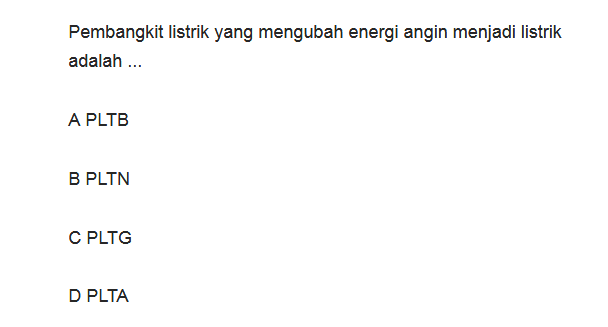 Pembangkit listrik yang mengubah energi angin menjadi listrik
adalah ...
A PLTB
B PLTN
C PLTG
D PLTA